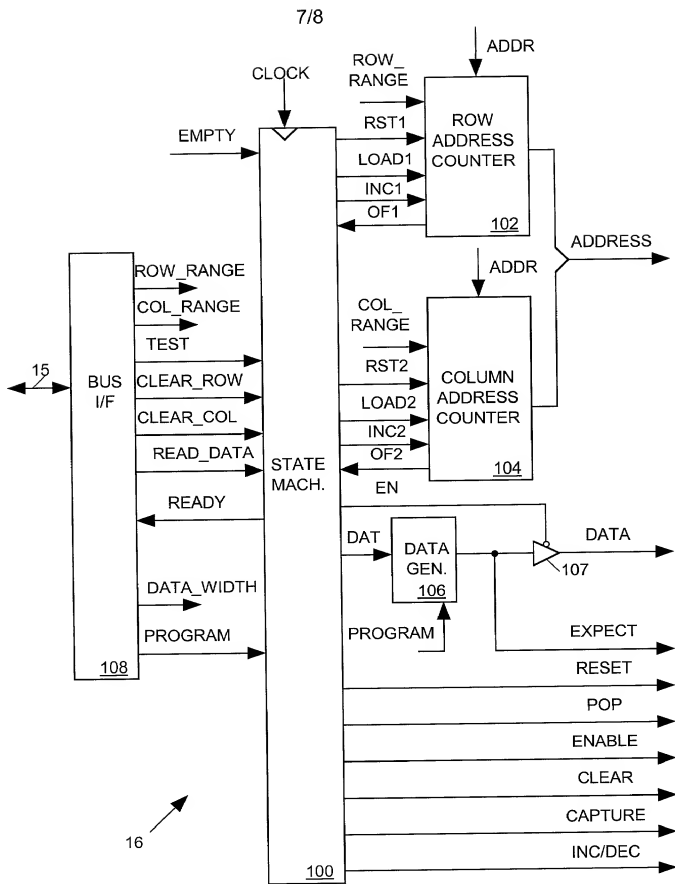 7/8
ADDR
ROW_
RANGE
CLOCK
ROW
ADDRESS
COUNTER
102
RST1
LOAD1
INC1
OF1
EMPTY
ADDRESS
ADDR
COL_
RANGE
COLUMN
ADDRESS
COUNTER
104
RST2
LOAD2
INC2
OF2
EN
ROW_RANGE
COL_RANGE
TEST
15
BUS
I/F
CLEAR_ROW
CLEAR_COL
READ_DATA
STATE
MACH.
READY
DAT
DATA
GEN.
106
DATA
107
DATA_WIDTH
PROGRAM
PROGRAM
108
EXPECT
RESET
POP
ENABLE
CLEAR
CAPTURE
INC/DEC
16
100